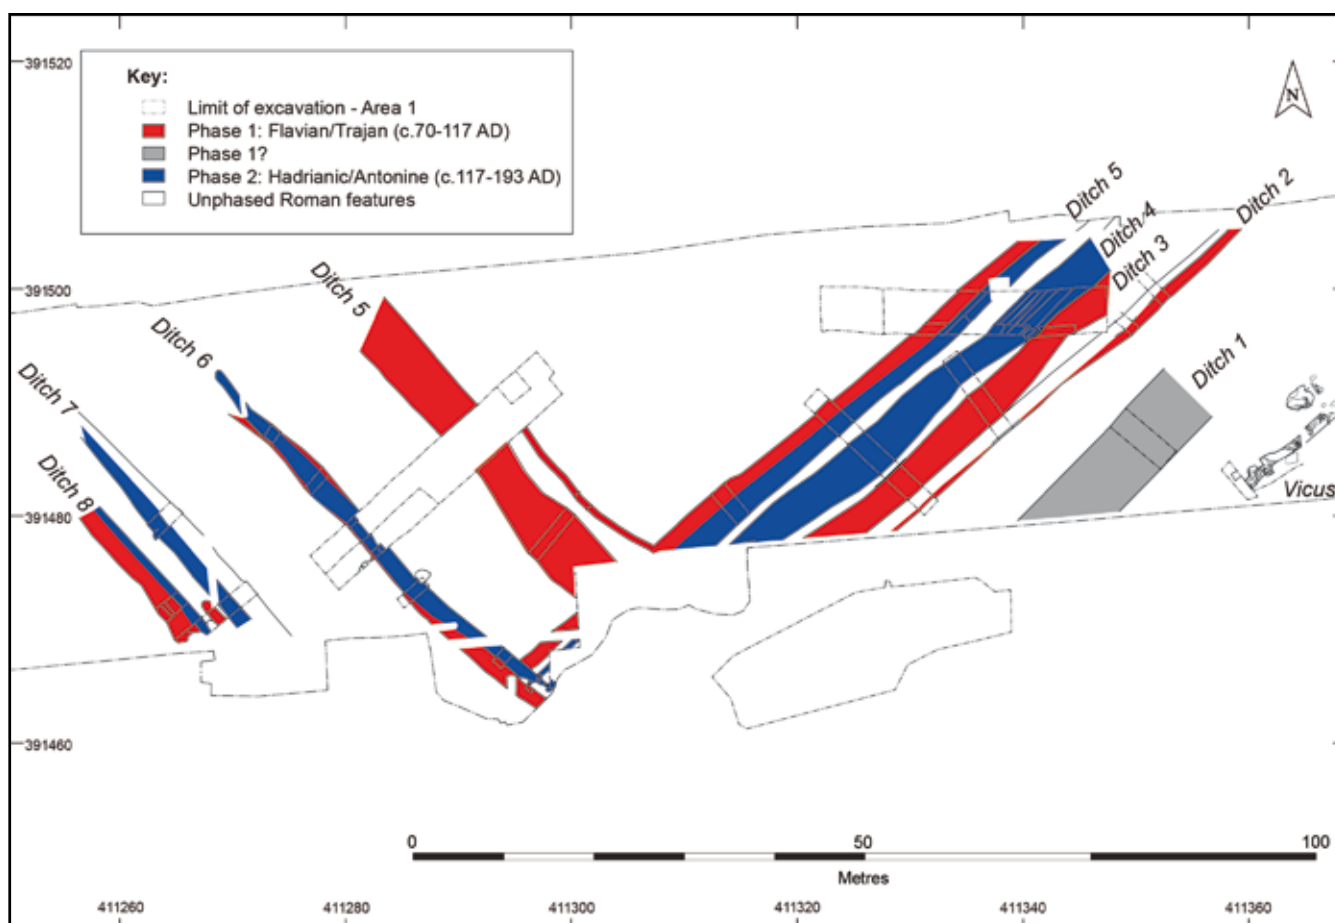 391520
Key:
Limit of excavation - Area 1
Phase 1: Flavian/Trajan (c.70-117 AD)
Phase 1?
Phase 2: Hadrianic/Antonine (c.117-193 AD)
Unphased Roman features
N
Ditch 5
Ditch 4
Ditch 3
Ditch 2
391500
Ditch 5
Ditch 6
Ditch 7
Ditch 8
Ditch 1
Vicus
391480
391460
0
50
100
Metres
411260
411280
411300
411320
411340
411360